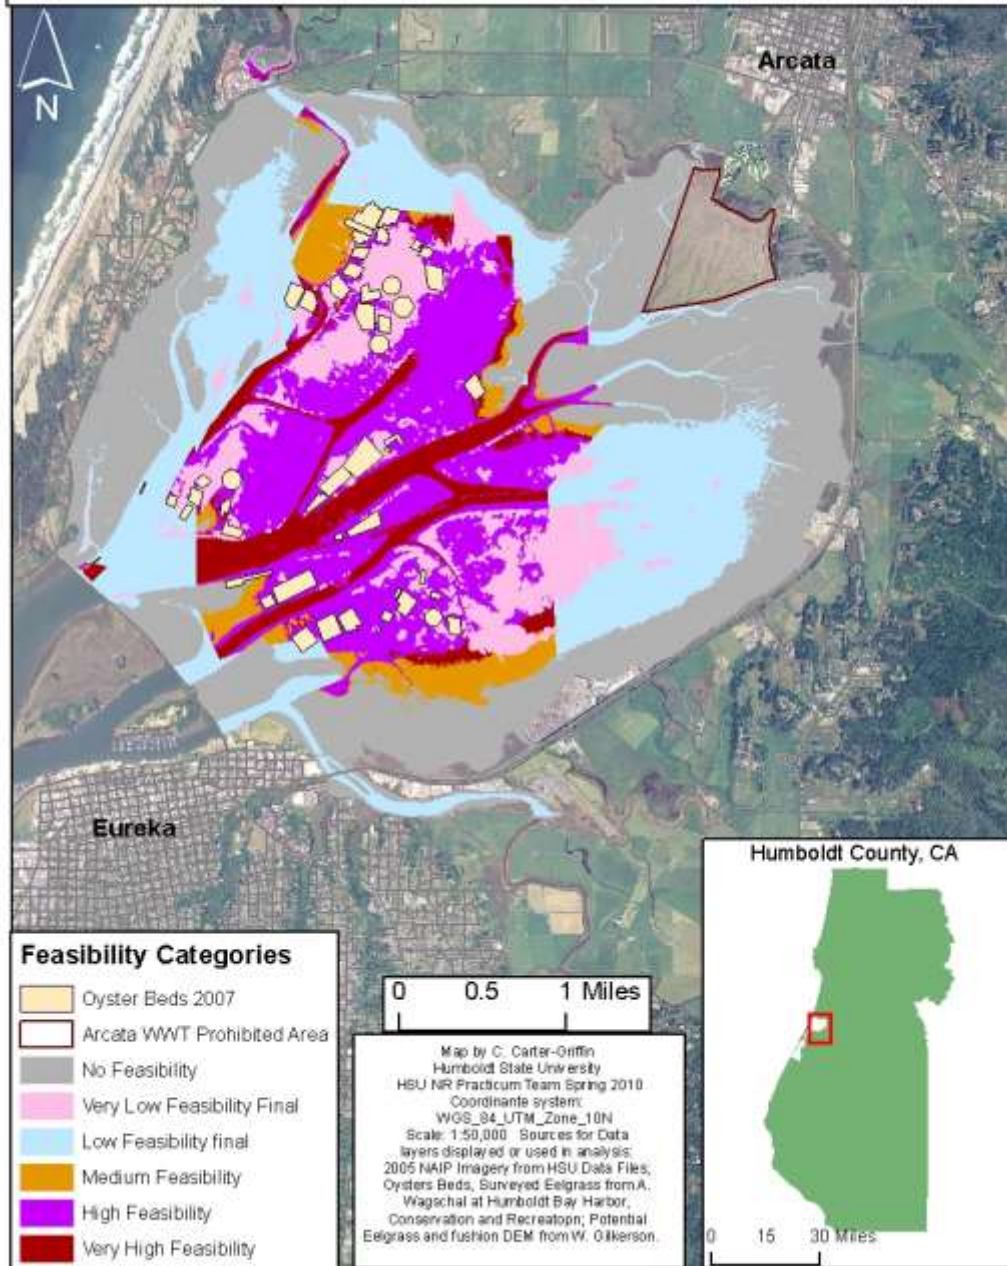 N
Arcata
Eureka
Humboldt County, CA
0 15 30 Miles
Feasibility Categories
Oyster Beds 2007
Arcata WWT Prohibited Area
No Feasibility
Very Low Feasibility Final
Low Feasibility final
Medium Feasibility
High Feasibility
Very High Feasibility
0 0.5 1 Miles
Map by C. Carter-Griffin
Humboldt State University
HSU NR Practicum Team Spring 2010
Coordinante system:
WGS_84_UTM_Zone_10N
Scale: 1:50,000 Sources for Data
layers displayed or used in analysis:
2005 NAIP Imagery from HSU Data Files;
Oysters Beds, Surveyed Eelgrass from A.
Wagschal at Humboldt Bay Harbor,
Conservation and Recreatopn; Potential
Eelgrass and fushion DEM from W. Gilkerson.